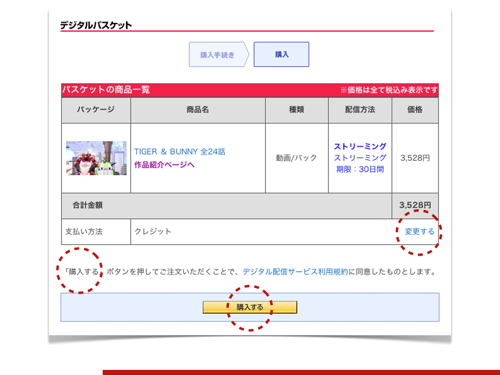 デジタルバスケット
購入手続き 購入
バスケットの商品一覧 ※価格は全て税込み表示です
パッケージ 商品名 種類 配信方法 価格
TIGER & BUNNY 全24話
作品紹介ページへ
動画/パック
ストリーミング
ストリーミング
期限：30日間
3,528円
合計金額 3,528円
支払い方法 クレジット 変更する
「購入する」ボタンを押してご注文いただくことで、デジタル配信サービス利用規約に同意したものとします。
購入する